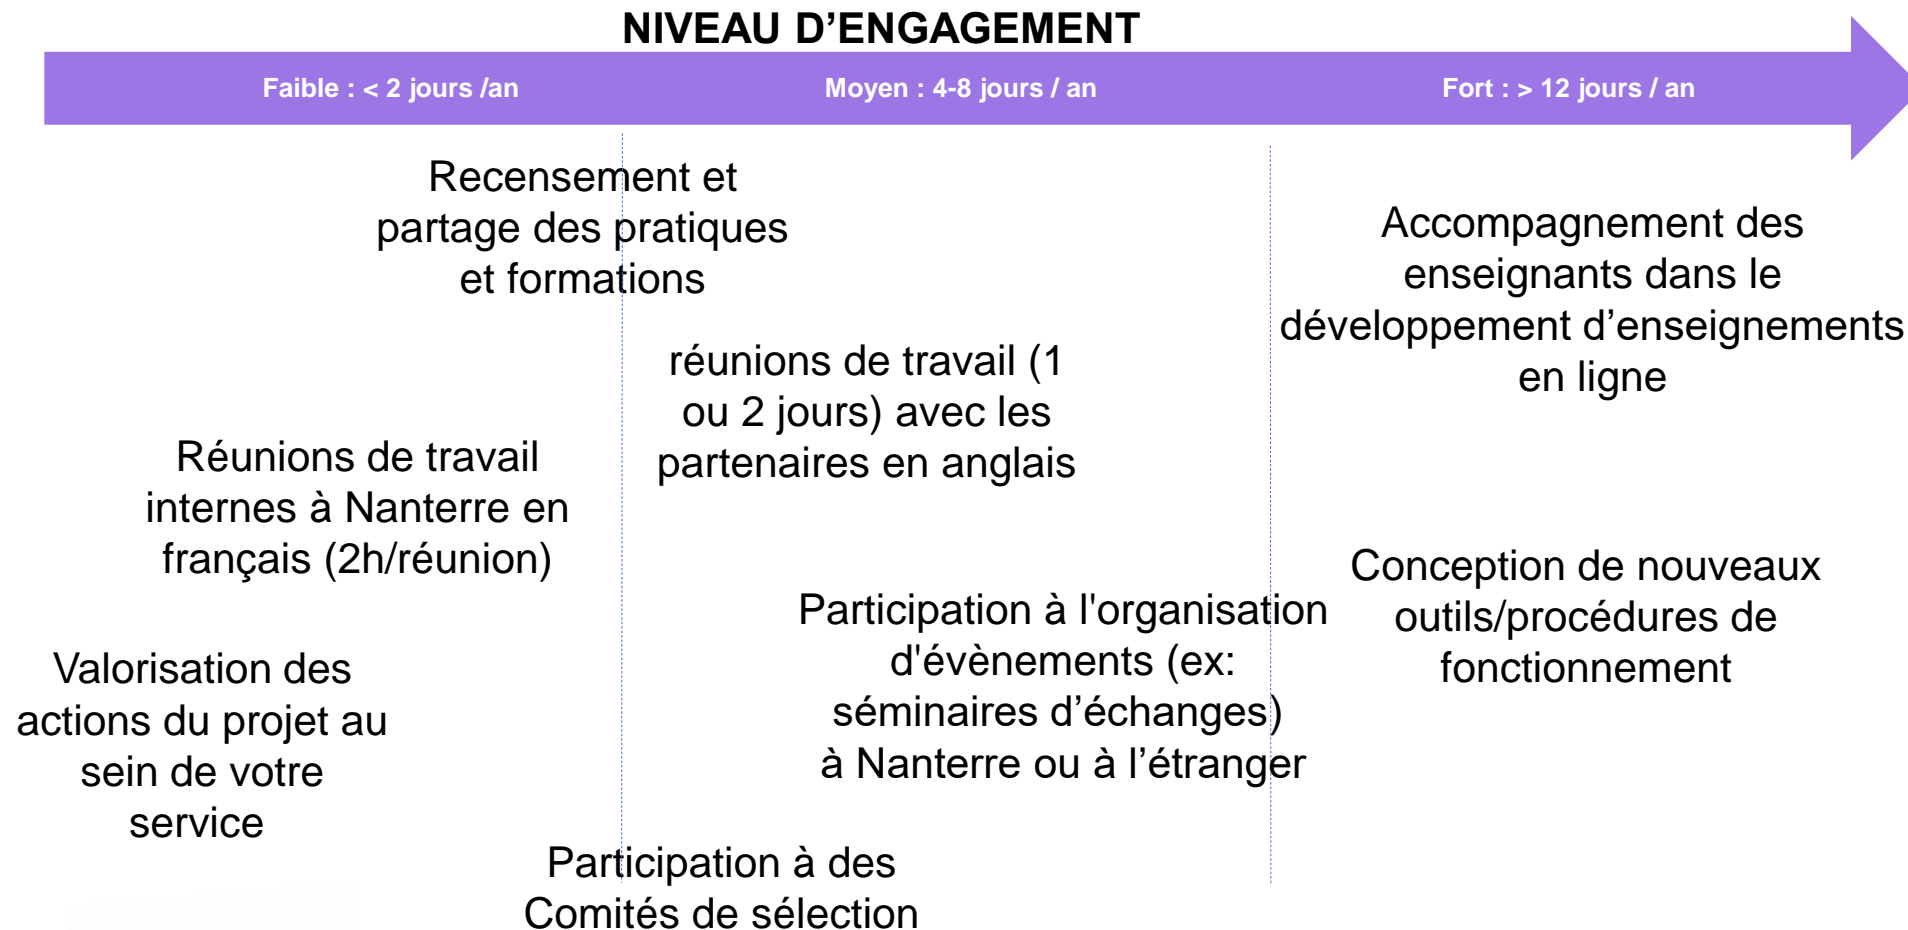 NIVEAU D’ENGAGEMENT
Faible : < 2 jours /an
Moyen : 4-8 jours / an
Fort : > 12 jours / an
Recensement et
partage des pratiques
et formations
Accompagnement des
enseignants dans le
développement d’enseignements
en ligne
réunions de travail (1
ou 2 jours) avec les
partenaires en anglais
Réunions de travail
internes à Nanterre en
français (2h/réunion)
Conception de nouveaux
outils/procédures de
fonctionnement
Participation à l'organisation
d'évènements (ex:
séminaires d’échanges)
à Nanterre ou à l’étranger
Valorisation des
actions du projet au
sein de votre
service
Participation à des
Comités de sélection